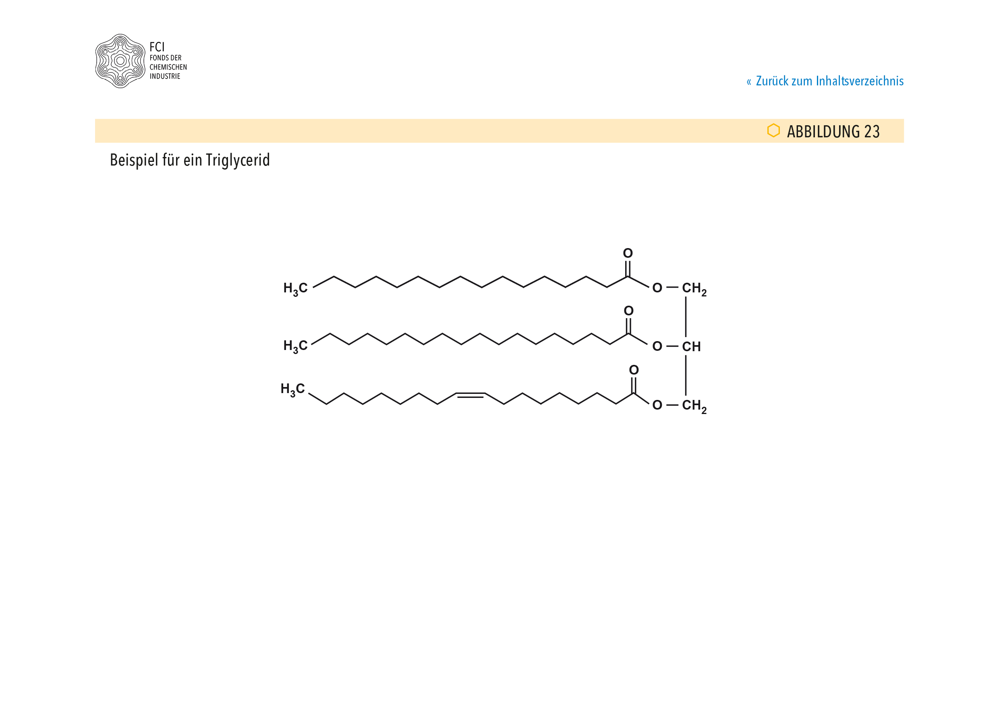 FCI
FONDS DER
CHEMISCHEN
INDUSTRIE
« Zurück zum Inhaltsverzeichnis
ABBILDUNG 23
Beispiel für ein Triglycerid
O
H₃C O — CH₂
O
H₃C O — CH
O
H₃C
O — CH₂